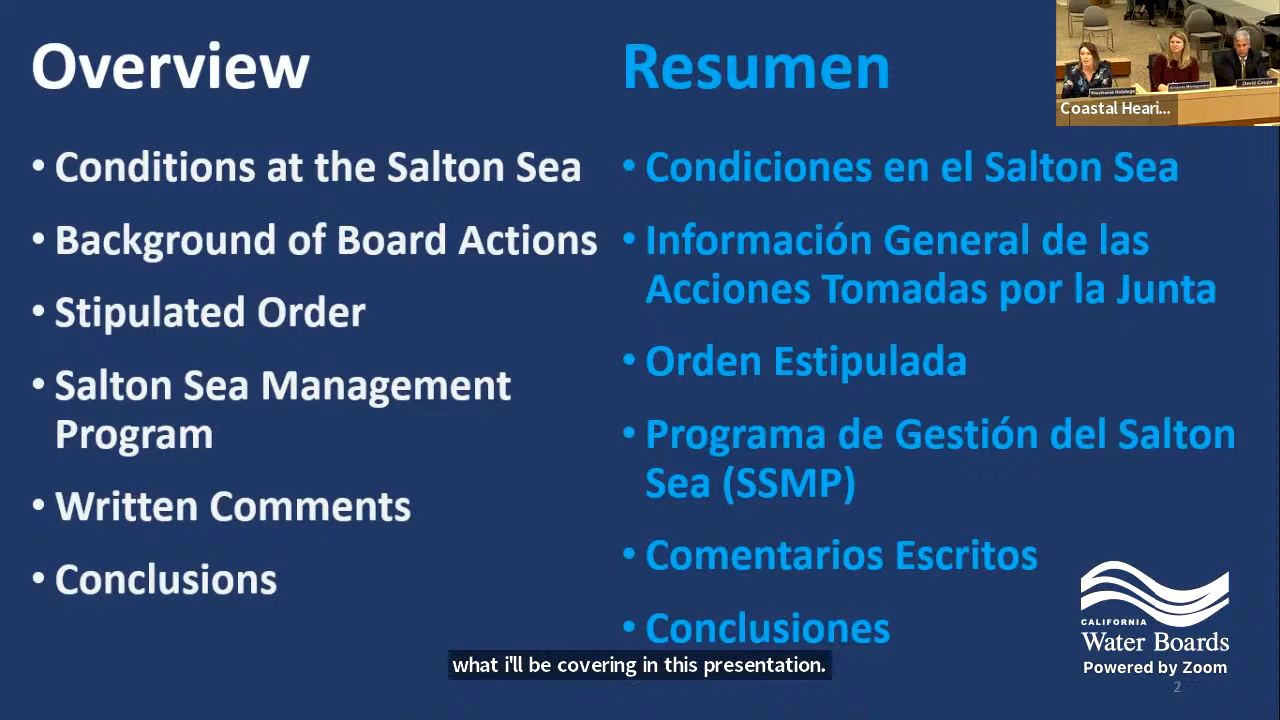 Overview
• Conditions at the Salton Sea
• Background of Board Actions
• Stipulated Order
• Salton Sea Management
Program
• Written Comments
• Conclusions
Resumen
• Condiciones en el Salton Sea
• Información General de las
Acciones Tomadas por la Junta
• Orden Estipulada
• Programa de Gestión del Salton
Sea (SSMP)
• Comentarios Escritos
• Conclusiones
Coastal Heari...
David Coupe
CALIFORNIA
Water Boards
Powered by Zoom
2
what i'll be covering in this presentation.